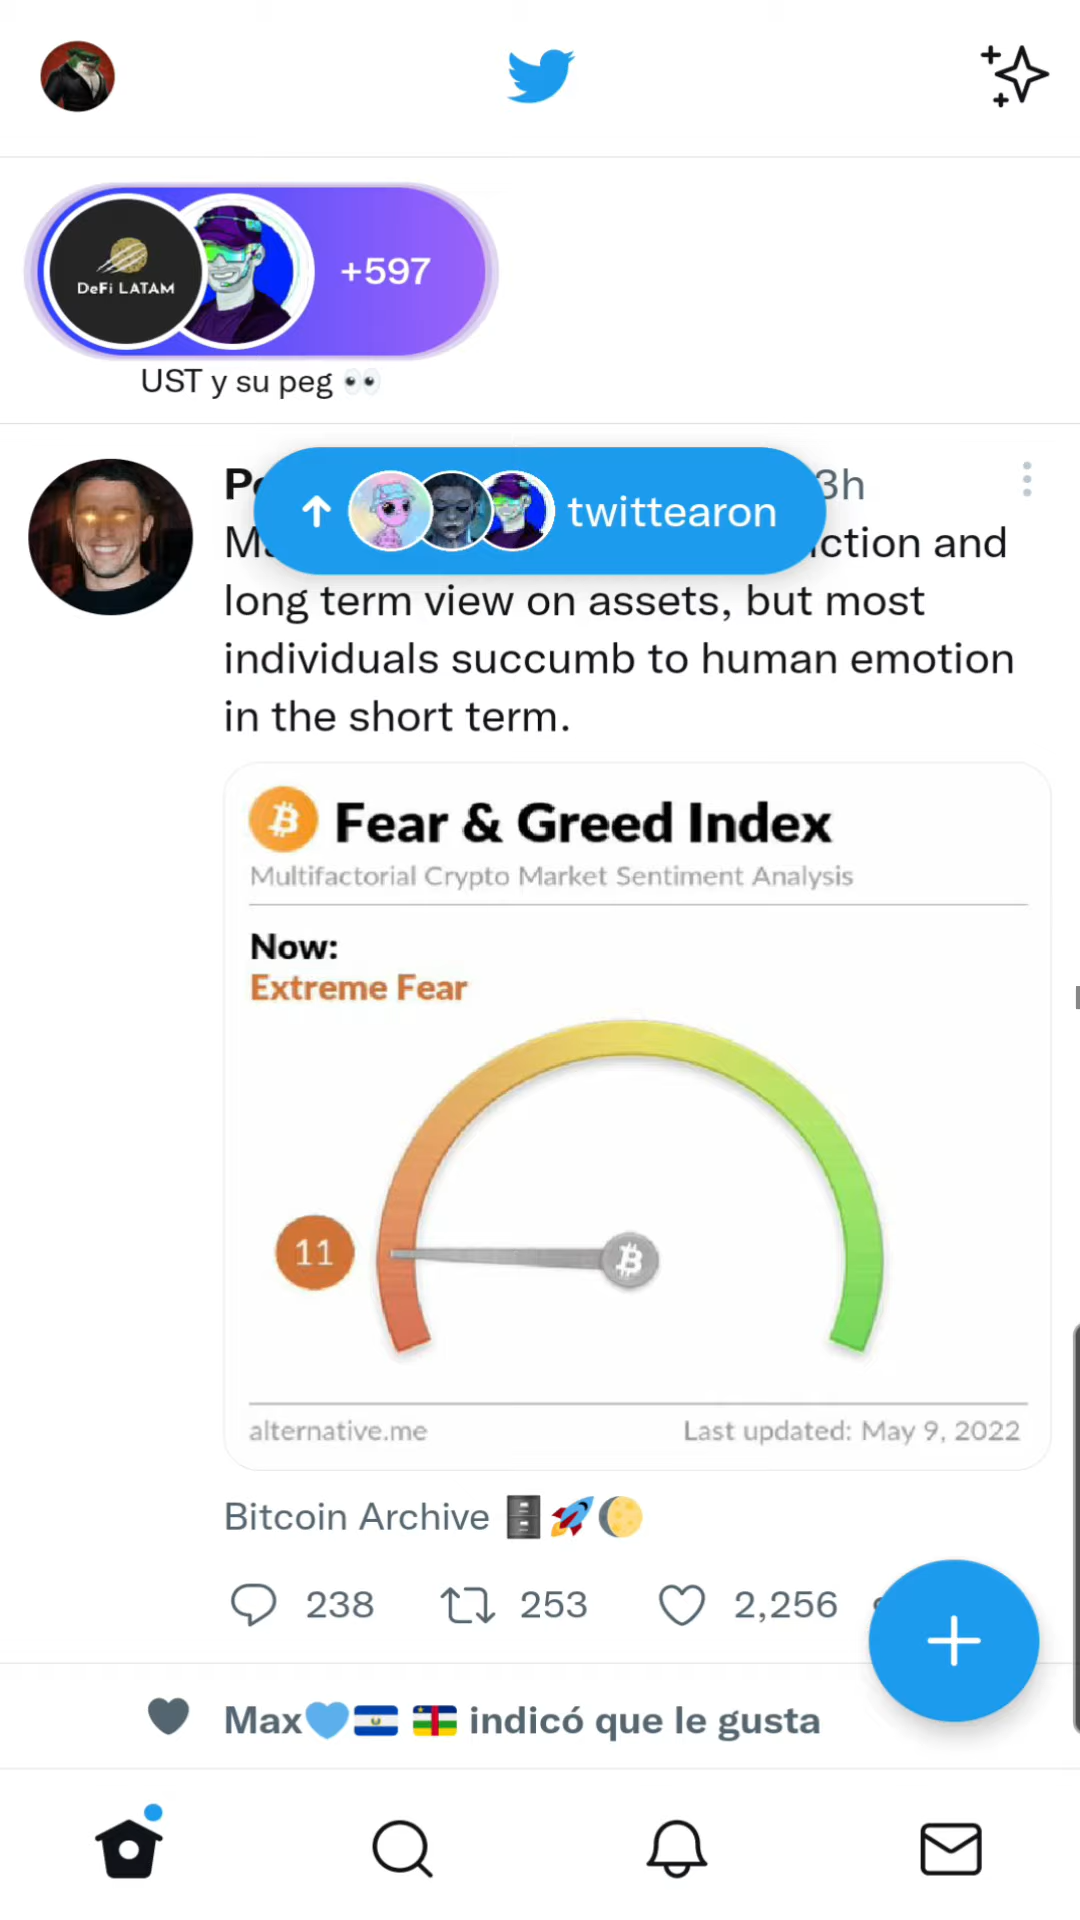 DeFi LATAM
+597
UST y su peg 👀
twittearon
3h
ction and
long term view on assets, but most
individuals succumb to human emotion
in the short term.
Fear & Greed Index
Multifactorial Crypto Market Sentiment Analysis
Now:
Extreme Fear
11
alternative.me Last updated: May 9, 2022
Bitcoin Archive 🗄️🚀🌔
238 253 2,256
Max🩵🇸🇻 🇨🇫 indicó que le gusta